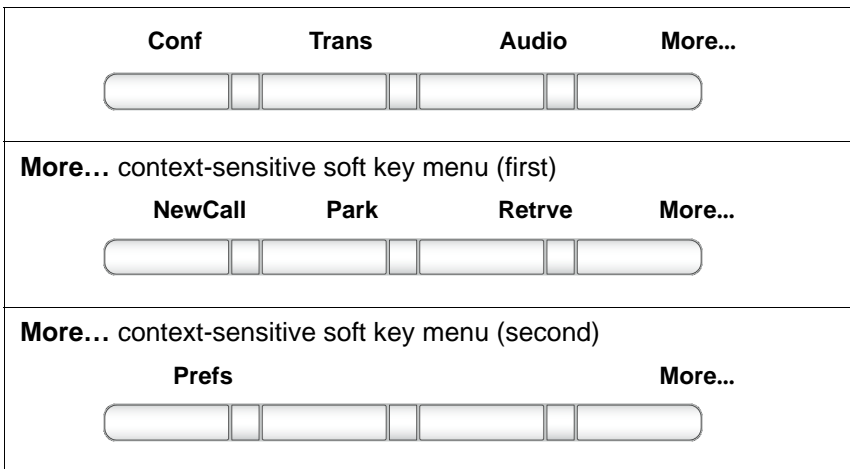 Conf Trans Audio More...
More… context-sensitive soft key menu (first)
NewCall Park Retrve More...
More… context-sensitive soft key menu (second)
Prefs More...